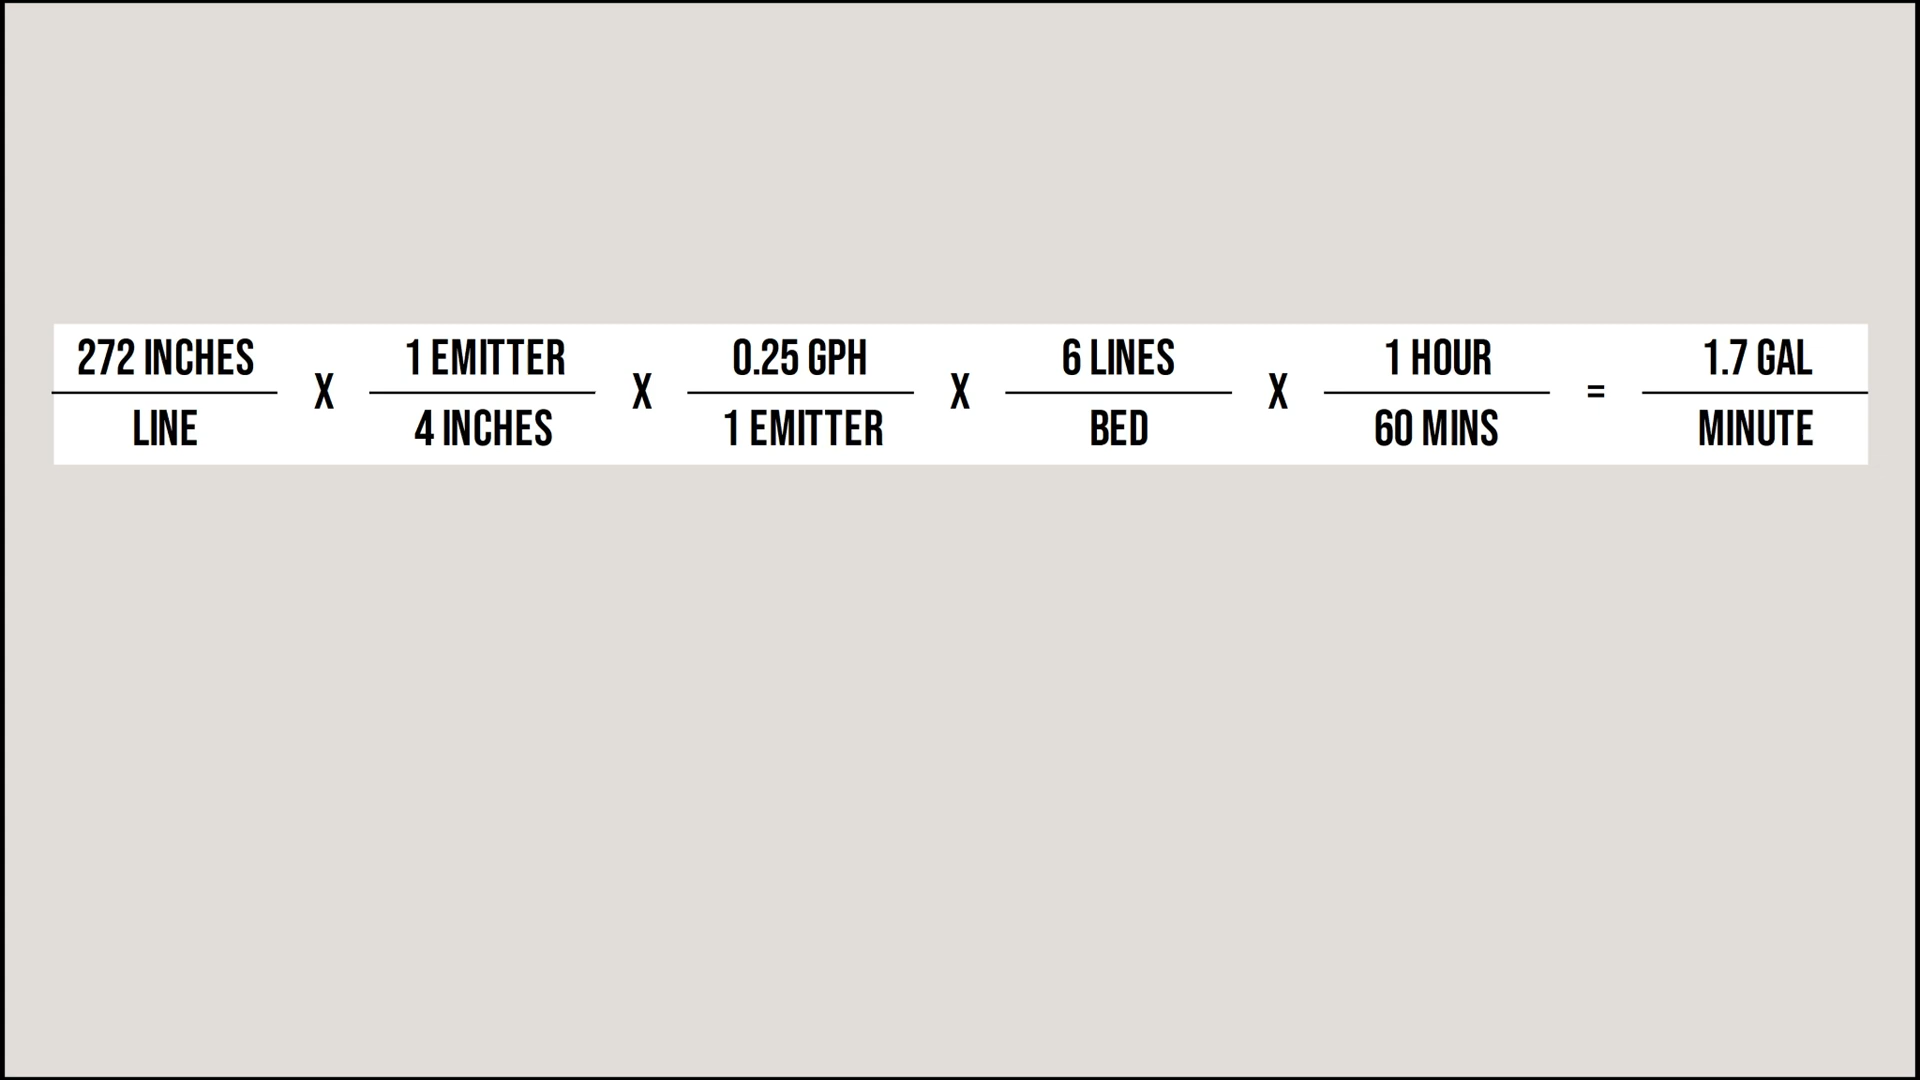 272 INCHES X 1 EMITTER X 0.25 GPH X 6 LINES X 1 HOUR = 1.7 GAL
LINE 4 INCHES 1 EMITTER BED 60 MINS MINUTE